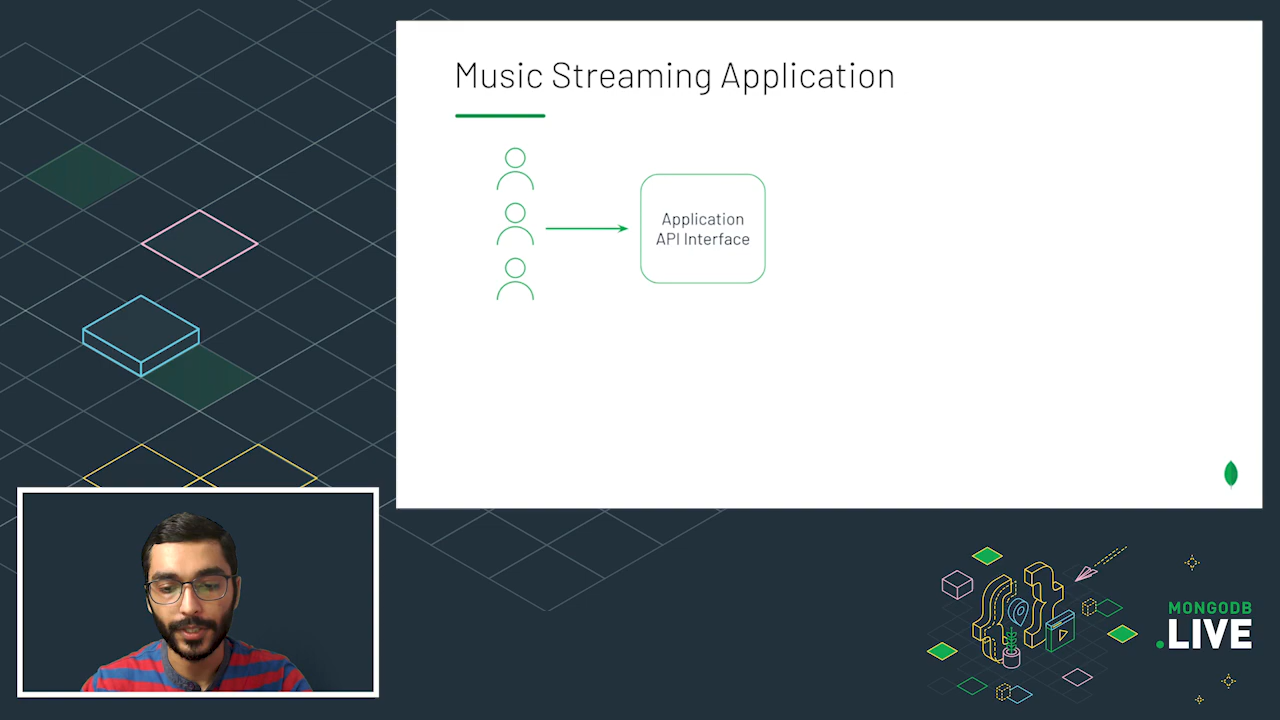 Music Streaming Application
Application
API Interface
MONGODB
.LIVE